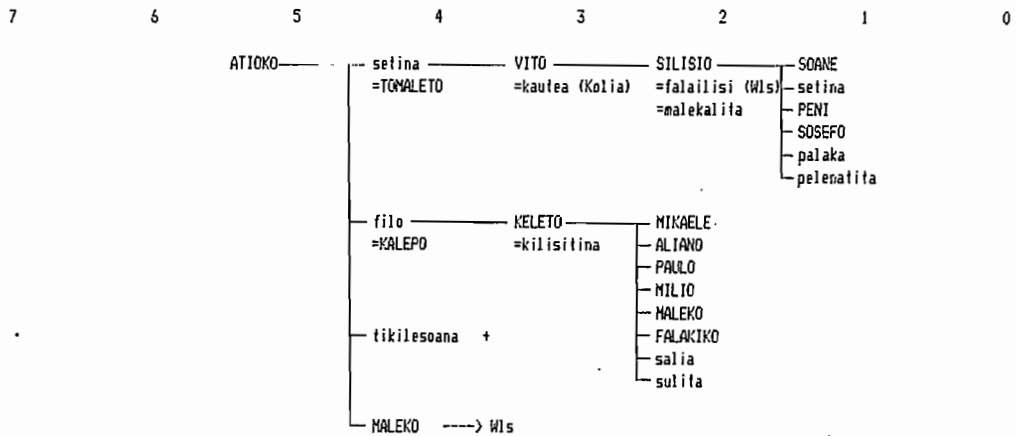 7 6 5 4 3 2 1 0
ATIOKO setina VITO SILISIO SOANE
=TOMALETO =kautea (Kolia) =falailisi (Wls) setina
=malekalita PENI
SOSEFO
palaka
pelenatita
filo KELETO MIKAELE
=KALEPO =kilisitina ALIANO
PAULO
MILIO
MALEKO
tikilesoana + FALAKIKO
salia
sulita
MALEKO ----> Wls